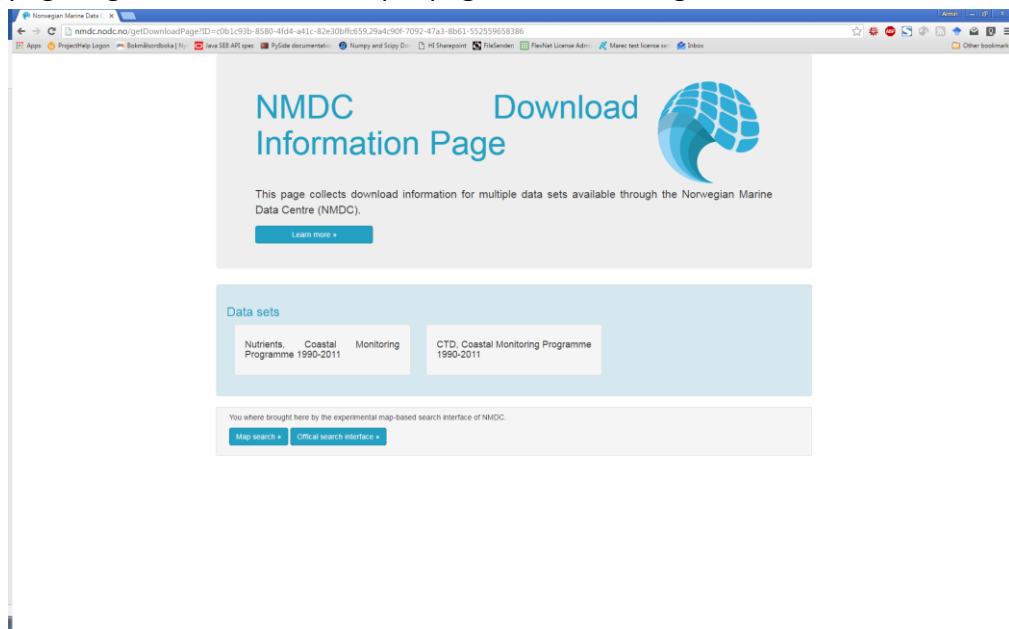 Norwegian Marine Data C
Armin
nmdc.nodc.no/getDownloadPage?ID=c0b1c93b-8580-4fd4-a41c-82e30bffc659,29a4c90f-7092-47a3-8b61-552559658386
Apps ProjectHelp Logon Bokmålsordboka | Ny Java SE8 API spec PySide documentatio Numpy and Scipy Do HI Sharepoint FileSender: FlexNet License Admi Marec test license se Inbox Other bookmark
NMDC Download
Information Page
This page collects download information for multiple data sets available through the Norwegian Marine
Data Centre (NMDC).
Learn more »
Data sets
Nutrients, Coastal Monitoring
Programme 1990-2011
CTD, Coastal Monitoring Programme
1990-2011
You where brought here by the experimental map-based search interface of NMDC.
Map search » Offical search interface »